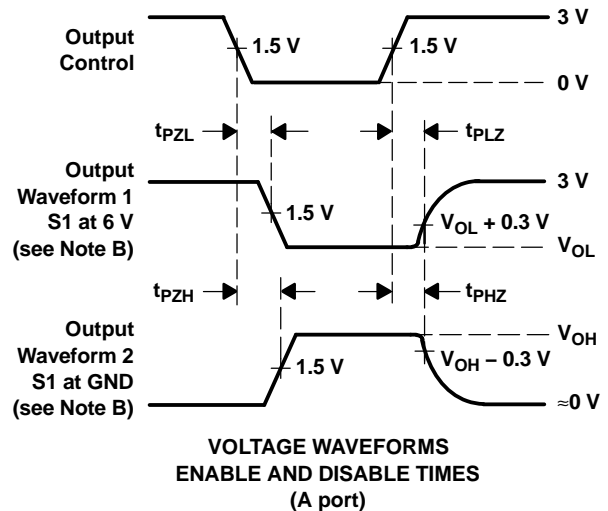 Output
Control
1.5 V
1.5 V
3 V
0 V
tPZL
tPLZ
Output
Waveform 1
S1 at 6 V
(see Note B)
1.5 V
3 V
VOL + 0.3 V
VOL
tPZH
tPHZ
Output
Waveform 2
S1 at GND
(see Note B)
1.5 V
VOH
VOH – 0.3 V
≈0 V
VOLTAGE WAVEFORMS
ENABLE AND DISABLE TIMES
(A port)